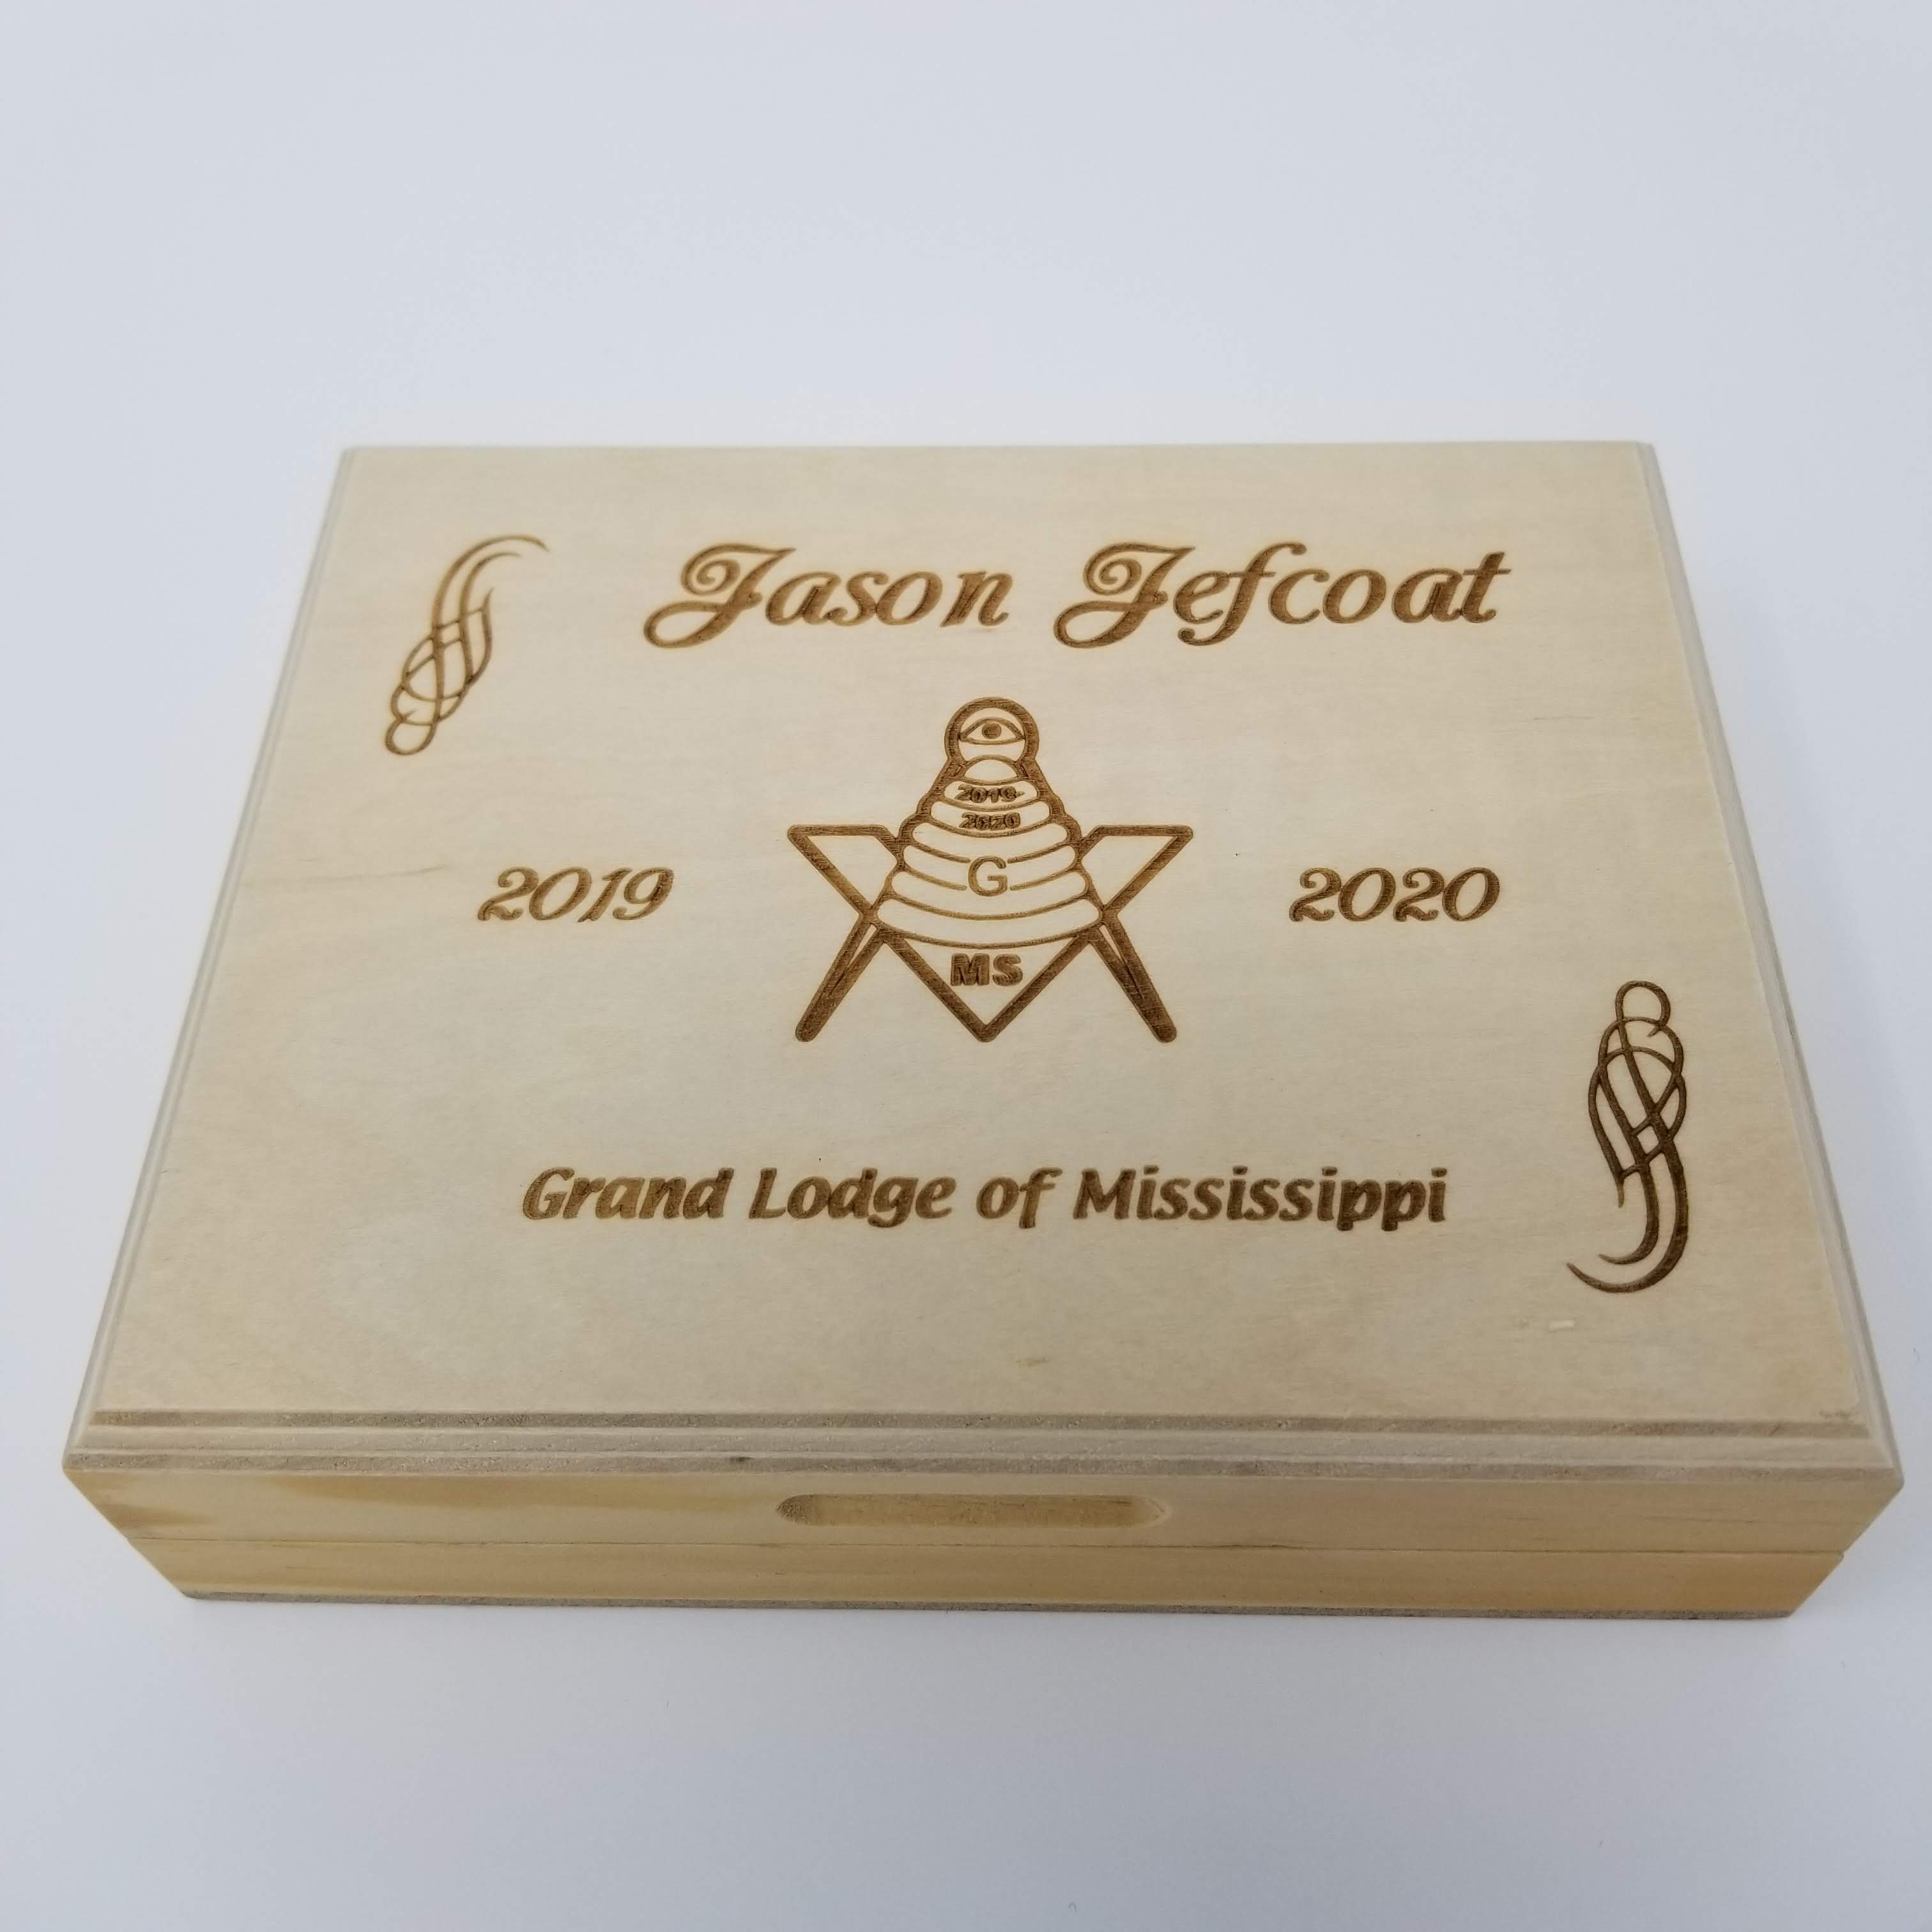 Jason Jefcoat
2019-
2020
2019 G 2020
MS
Grand Lodge of Mississippi